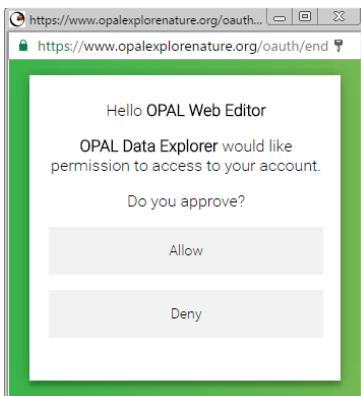 https://www.opalexplorenature.org/oauth...
https://www.opalexplorenature.org/oauth/end
Hello OPAL Web Editor
OPAL Data Explorer would like
permission to access to your account.
Do you approve?
Allow
Deny